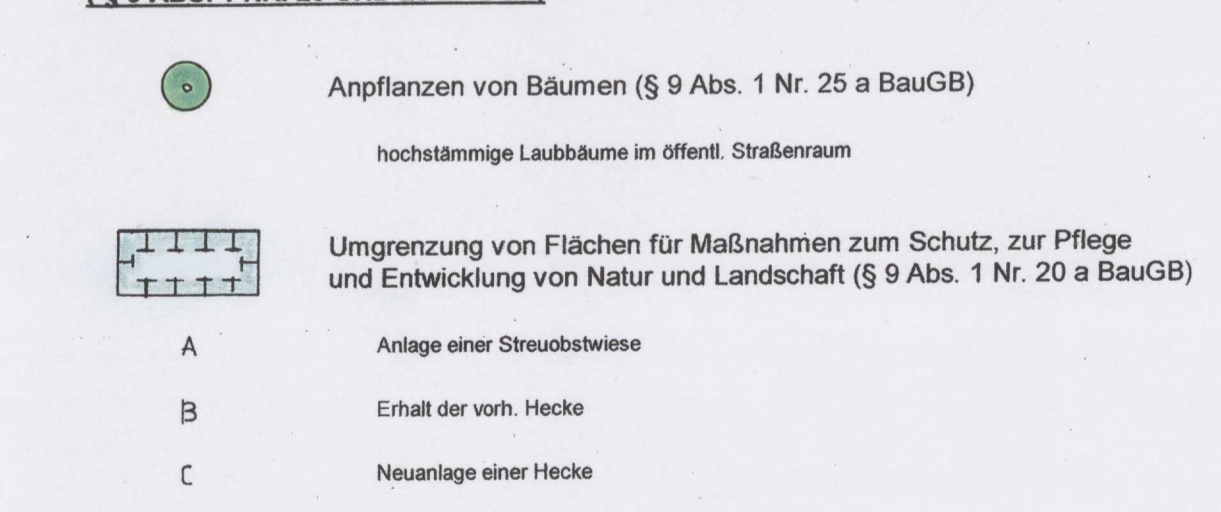 Anpflanzen von Bäumen (§ 9 Abs. 1 Nr. 25 a BauGB)
hochstämmige Laubbäume im öffentl. Straßenraum
Umgrenzung von Flächen für Maßnahmen zum Schutz, zur Pflege
und Entwicklung von Natur und Landschaft (§ 9 Abs. 1 Nr. 20 a BauGB)
A Anlage einer Streuobstwiese
B Erhalt der vorh. Hecke
C Neuanlage einer Hecke